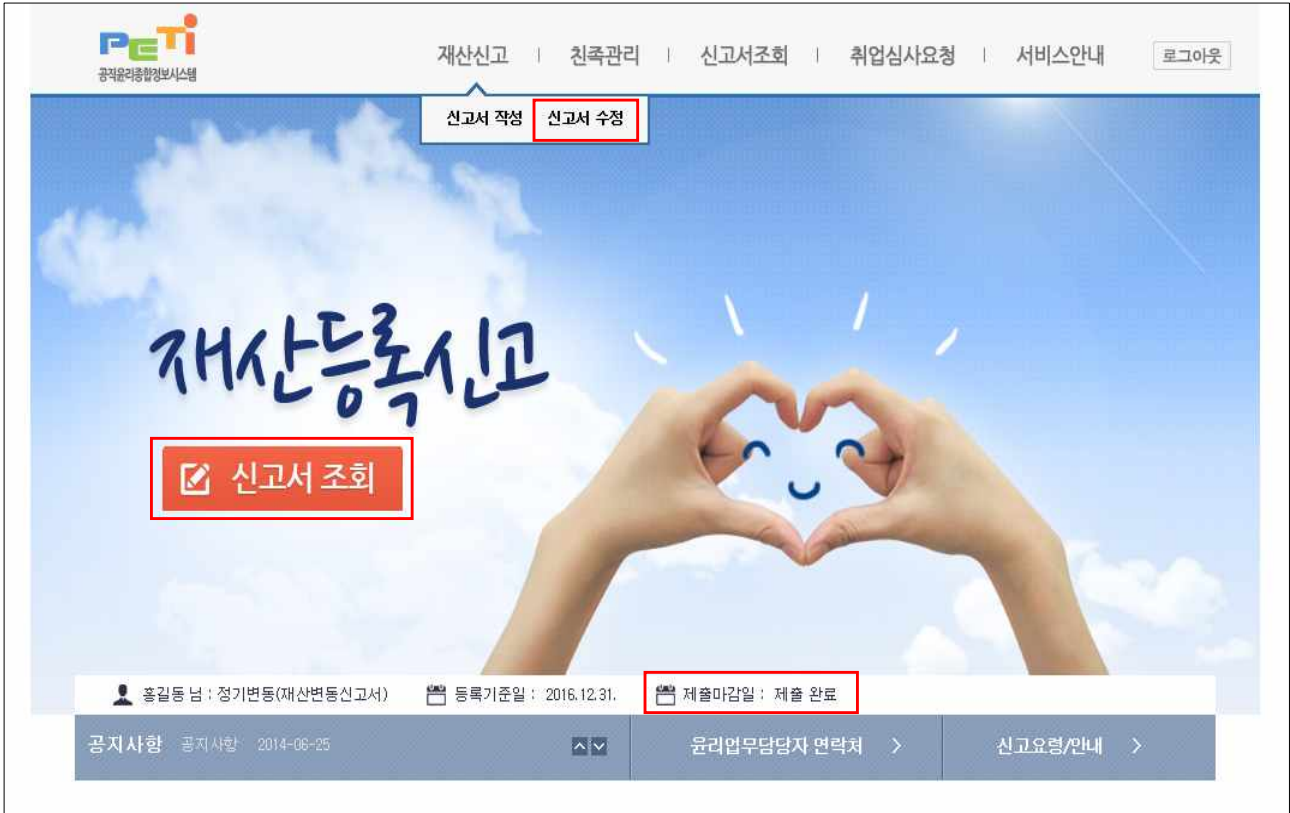 PETi
공직윤리종합정보시스템
재산신고 | 친족관리 | 신고서조회 | 취업심사요청 | 서비스안내
로그아웃
신고서 작성 신고서 수정
재산등록신고
신고서 조회
홍길동 님 : 정기변동(재산변동신고서) 등록기준일 : 2016.12.31. 제출마감일 : 제출 완료
공지사항 공지사항 2014-06-25 윤리업무담당자 연락처 > 신고요령/안내 >